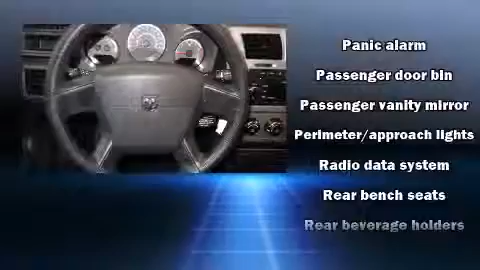 Panic alarm
Passenger door bin
Passenger vanity mirror
Perimeter/approach lights
Radio data system
Rear bench seats
Rear beverage holders